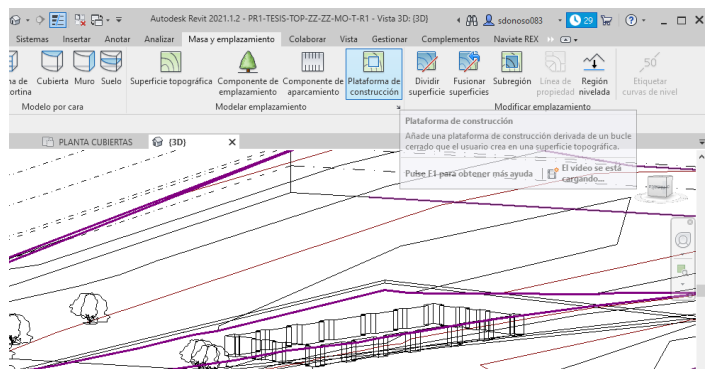 Autodesk Revit 2021.1.2 - PR1-TESIS-TOP-ZZ-ZZ-MO-T-R1 - Vista 3D: {3D}
sdonoso083
29
Sistemas Insertar Anotar Analizar Masa y emplazamiento Colaborar Vista Gestionar Complementos Naviate REX
na de Cubierta Muro Suelo Superficie topográfica Componente de Componente de Plataforma de Dividir Fusionar Subregión Línea de Región Etiquetar
ortina emplazamiento aparcamiento construcción superficie superficies propiedad nivelada curvas de nivel
Modelo por cara Modelar emplazamiento Modificar emplazamiento
Plataforma de construcción
Añade una plataforma de construcción derivada de un bucle
cerrado que el usuario crea en una superficie topográfica.
Pulse F1 para obtener más ayuda
El vídeo se está
cargando...
PLANTA CUBIERTAS {3D} X